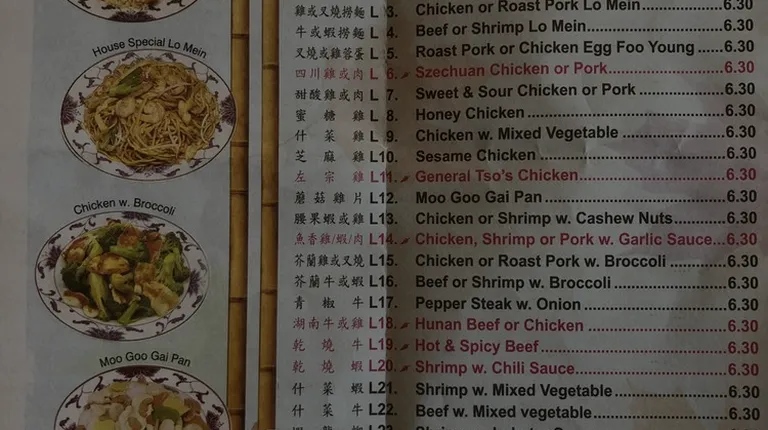 House Special Lo Mein
Chicken w. Broccoli
Moo Goo Gai Pan
雞或叉燒撈麵 L 3. Chicken or Roast Pork Lo Mein 6.30
牛或蝦撈麵 L 4. Beef or Shrimp Lo Mein 6.30
叉燒或雞蓉蛋 L 5. Roast Pork or Chicken Egg Foo Young 6.30
四川雞或肉 L 6. Szechuan Chicken or Pork 6.30
甜酸雞或肉 L 7. Sweet & Sour Chicken or Pork 6.30
蜜糖雞 L 8. Honey Chicken 6.30
什菜雞 L 9. Chicken w. Mixed Vegetable 6.30
芝麻雞 L10. Sesame Chicken 6.30
左宗雞 L11. General Tso's Chicken 6.30
蘑菇雞片 L12. Moo Goo Gai Pan 6.30
腰果蝦或雞 L13. Chicken or Shrimp w. Cashew Nuts 6.30
魚香雞/蝦/肉 L14. Chicken, Shrimp or Pork w. Garlic Sauce 6.30
芥蘭雞或叉燒 L15. Chicken or Roast Pork w. Broccoli 6.30
芥蘭牛或蝦 L16. Beef or Shrimp w. Broccoli 6.30
青椒牛 L17. Pepper Steak w. Onion 6.30
湖南牛或雞 L18. Hunan Beef or Chicken 6.30
乾燒牛 L19. Hot & Spicy Beef 6.30
乾燒蝦 L20. Shrimp w. Chili Sauce 6.30
什菜蝦 L21. Shrimp w. Mixed Vegetable 6.30
什菜牛 L22. Beef w. Mixed vegetable 6.30